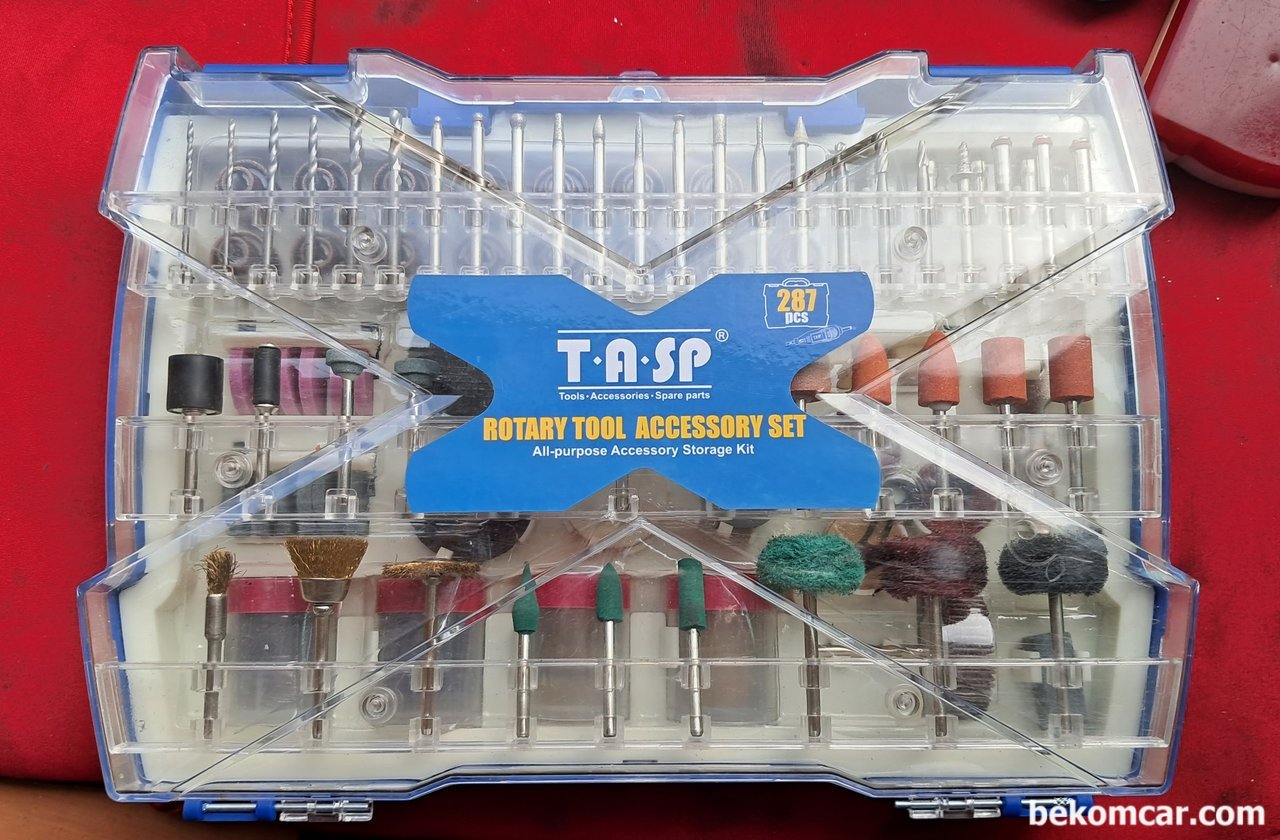 287
pcs
T·A·SP®
Tools·Accessories·Spare parts
ROTARY TOOL ACCESSORY SET
All-purpose Accessory Storage Kit
bekomcar.com